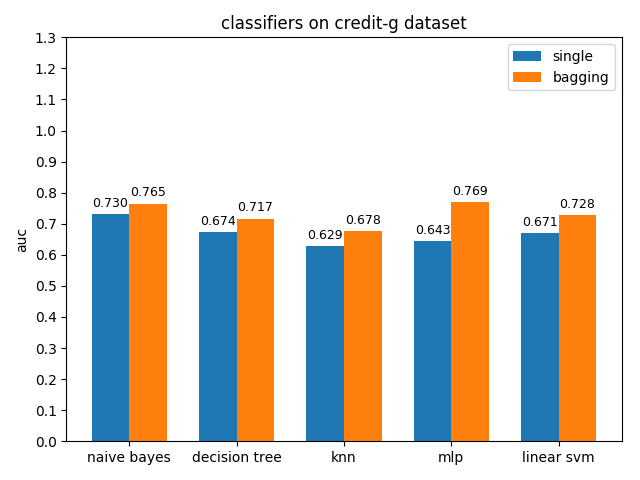 classifiers on credit-g dataset
1.3
1.2
1.1
1.0
0.9
0.8
0.7
0.6
0.5
0.4
0.3
0.2
0.1
0.0
auc
single
bagging
0.730
0.765
0.674
0.717
0.629
0.678
0.643
0.769
0.671
0.728
naive bayes
decision tree
knn
mlp
linear svm